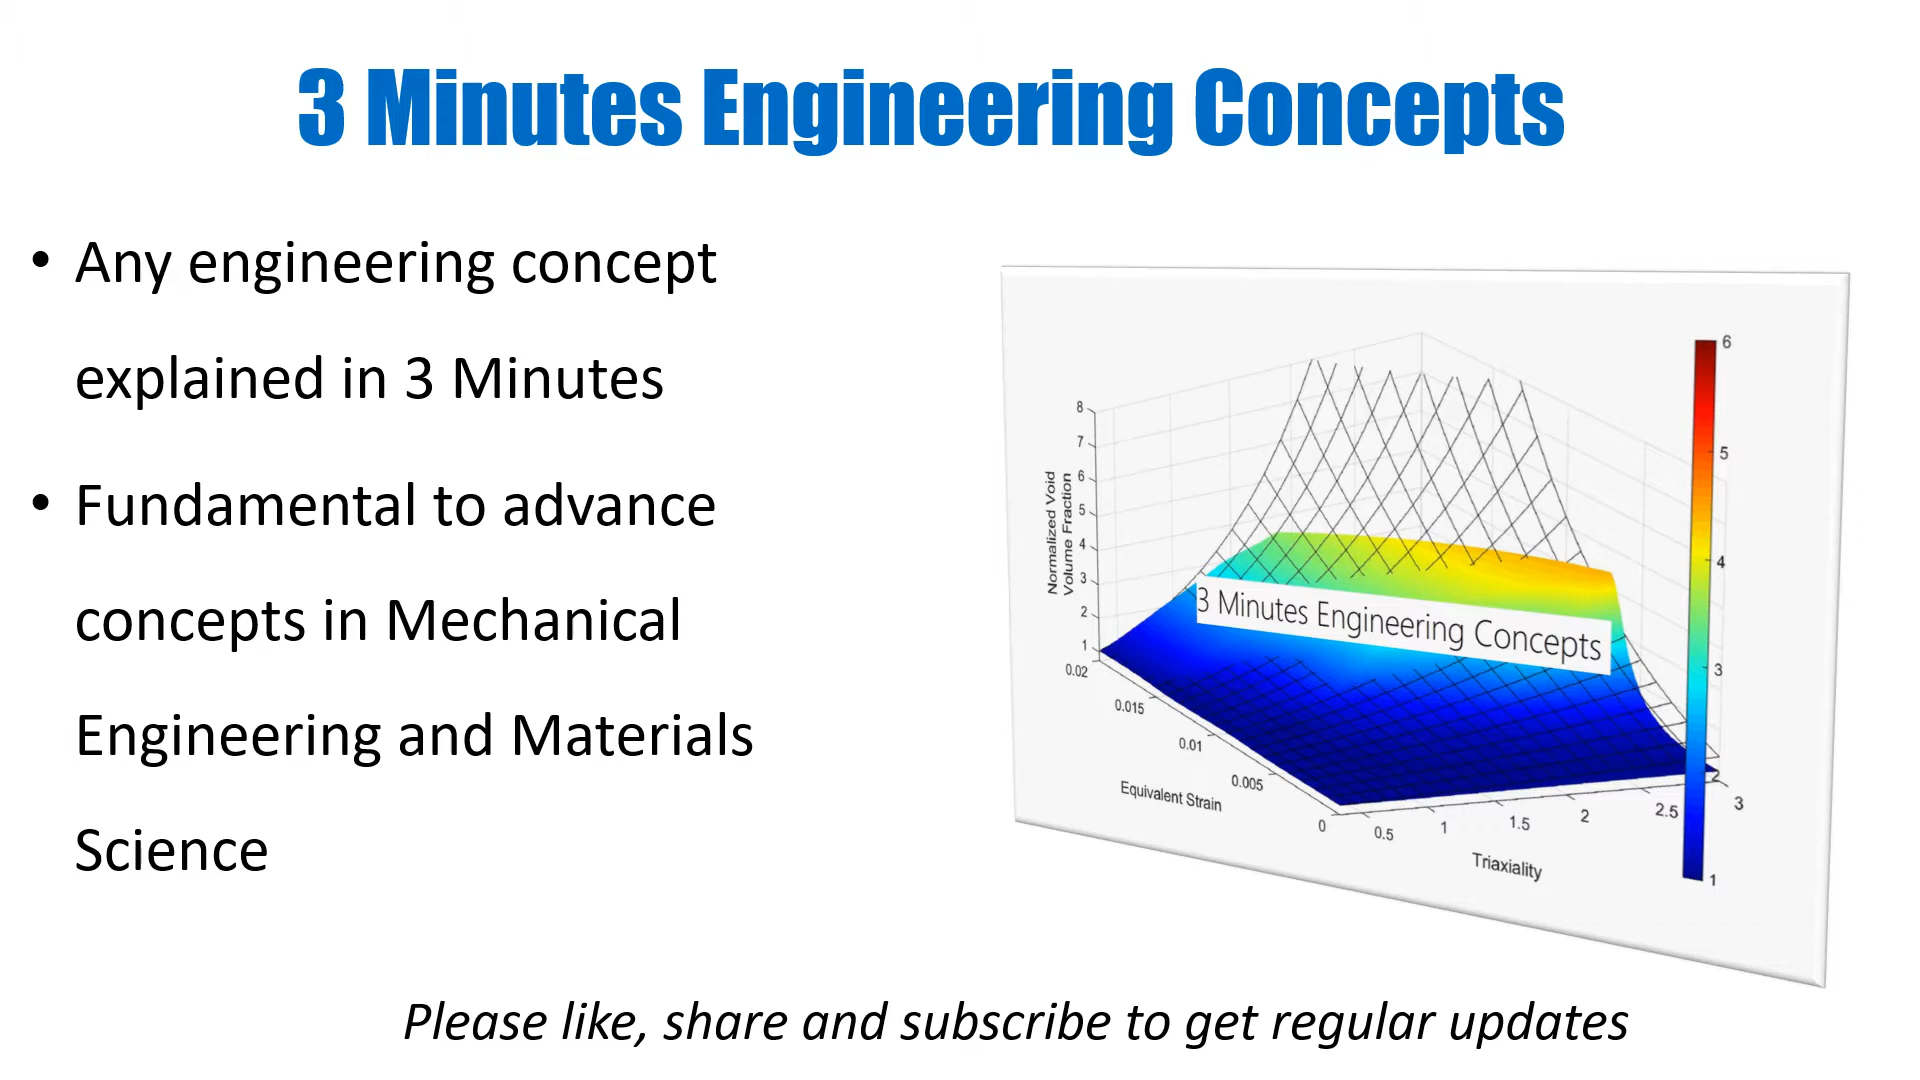 3 Minutes Engineering Concepts
• Any engineering concept
explained in 3 Minutes
• Fundamental to advance
concepts in Mechanical
Engineering and Materials
Science
Normalized Void
Volume Fraction
8
7
6
5
4
3
2
1
0.02
0.015
0.01
0.005
0
Equivalent Strain
0.5
1
1.5
2
2.5
3
Triaxiality
3 Minutes Engineering Concepts
6
5
4
3
2
1
Please like, share and subscribe to get regular updates